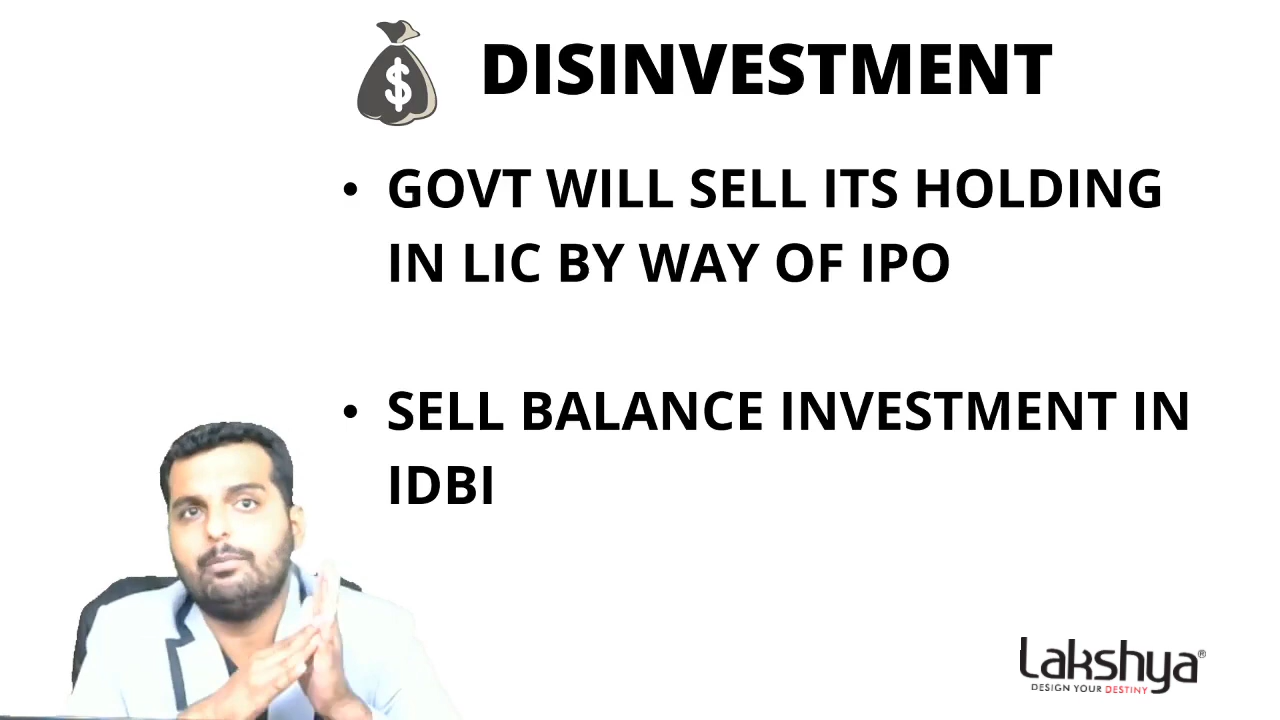 $ DISINVESTMENT
• GOVT WILL SELL ITS HOLDING
IN LIC BY WAY OF IPO
• SELL BALANCE INVESTMENT IN
IDBI
Lakshya®
DESIGN YOUR DESTINY